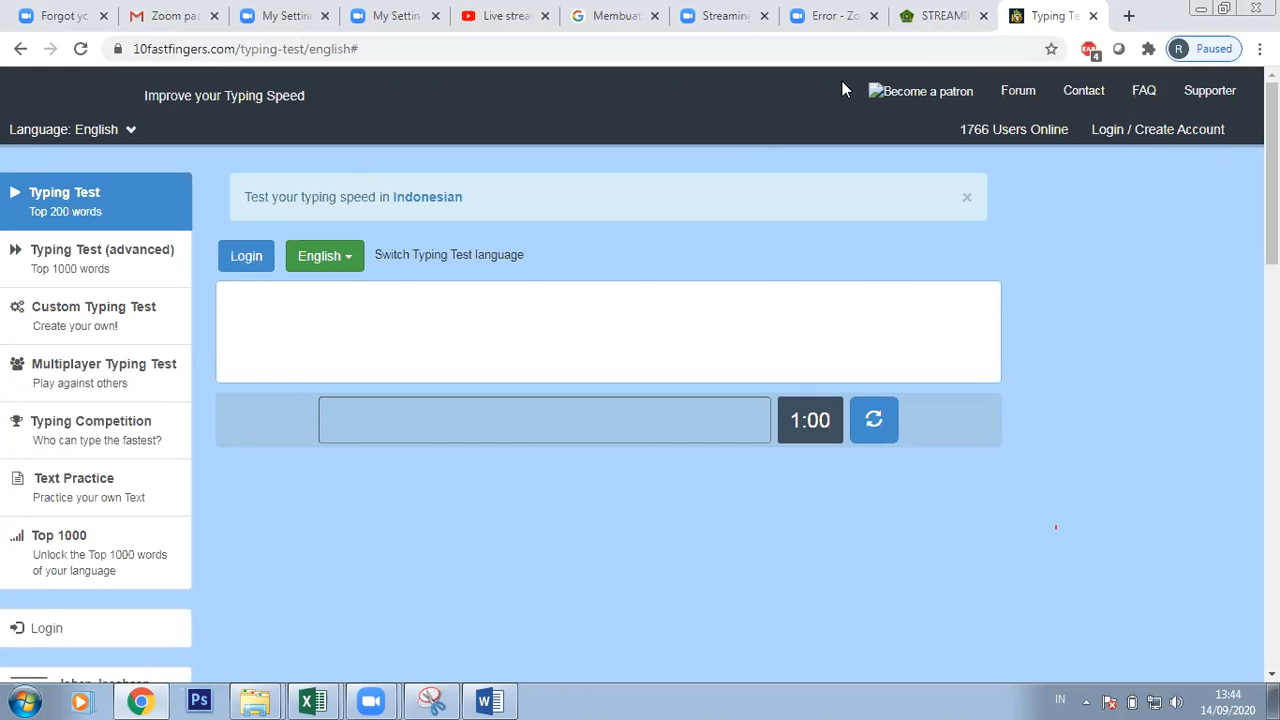 Forgot yo
Zoom pas
My Settin
My Settin
Live strea
Membuat
Streaming
Error - Zo
STREAMI
Typing Te
10fastfingers.com/typing-test/english#
4
R Paused
Improve your Typing Speed
Become a patron
Forum
Contact
FAQ
Supporter
Language: English
1766 Users Online
Login / Create Account
Typing Test
Top 200 words
Typing Test (advanced)
Top 1000 words
Custom Typing Test
Create your own!
Multiplayer Typing Test
Play against others
Typing Competition
Who can type the fastest?
Text Practice
Practice your own Text
Top 1000
Unlock the Top 1000 words
of your language
Login
Test your typing speed in Indonesian
×
Login
English
Switch Typing Test language
1:00
Ps
IN
13:44
14/09/2020